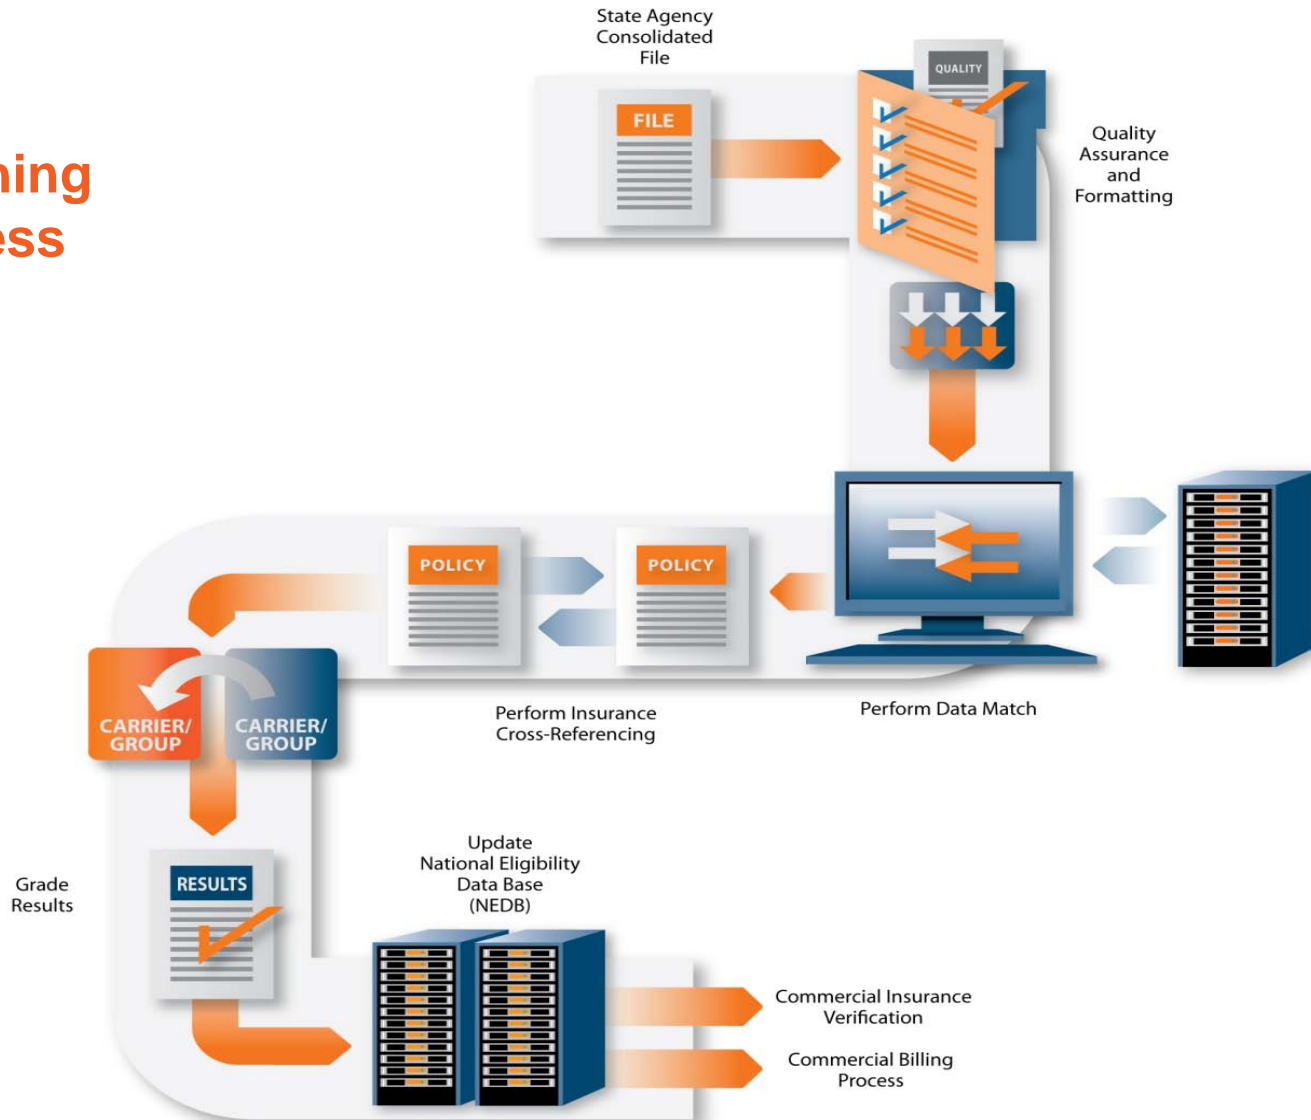 State Agency
Consolidated
File
QUALITY
FILE
Quality
Assurance
and
Formatting
POLICY
POLICY
Perform Insurance
Cross-Referencing
Perform Data Match
CARRIER/
GROUP
CARRIER/
GROUP
Update
National Eligibility
Data Base
(NEDB)
Grade
Results
RESULTS
Commercial Insurance
Verification
Commercial Billing
Process